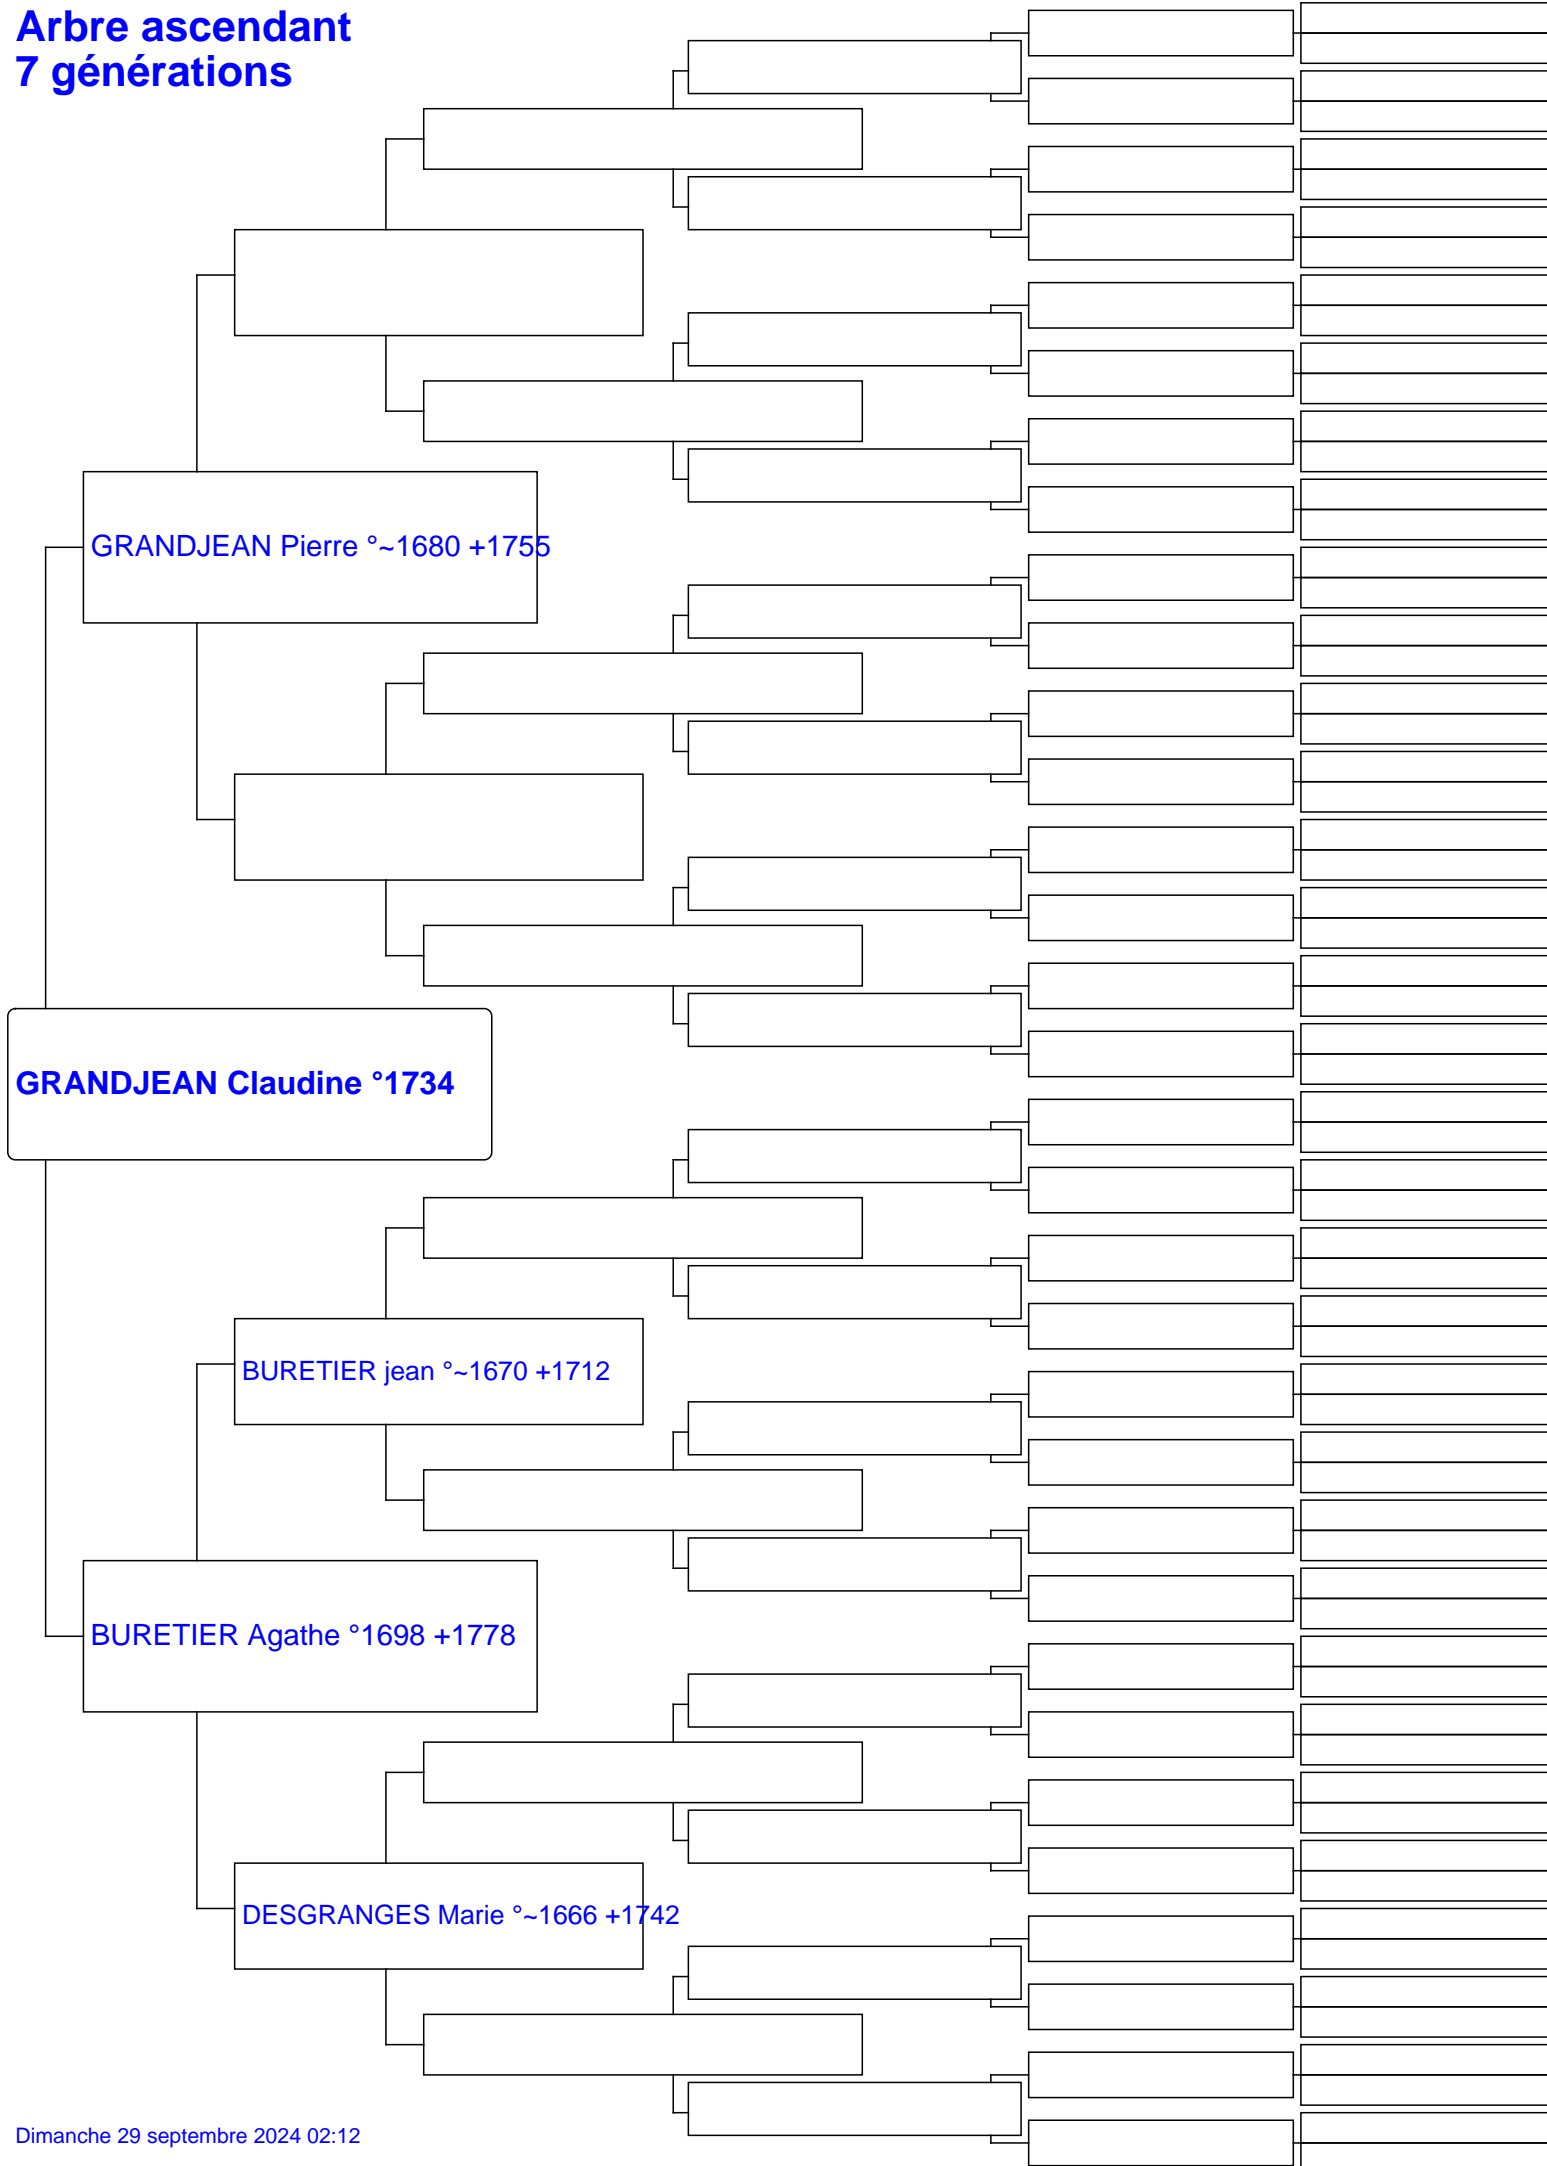 Arbre ascendant
7 générations
GRANDJEAN Pierre °~1680 +1755
GRANDJEAN Claudine °1734
BURETIER jean °~1670 +1712
BURETIER Agathe °1698 +1778
DESGRANGES Marie °~1666 +1742
Dimanche 29 septembre 2024 02:12